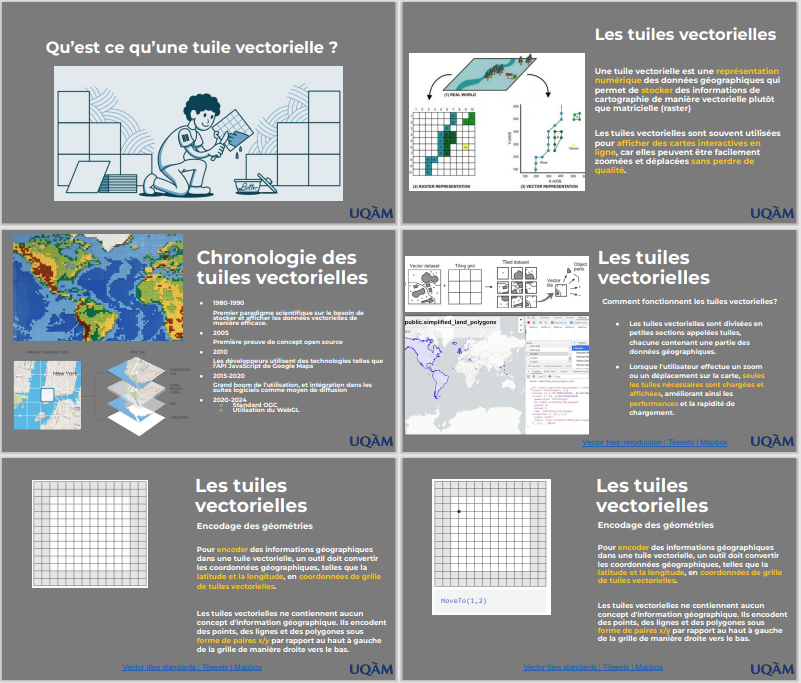 Qu'est ce qu'une tuile vectorielle ?
Butter
UQÀM
Les tuiles vectorielles
(1) REAL WORLD
(2) RASTER REPRESENTATION
(3) VECTOR REPRESENTATION
Y-AXIS
X-AXIS
River
House
Une tuile vectorielle est une représentation
numérique des données géographiques qui
permet de stocker des informations de
cartographie de manière vectorielle plutôt
que matricielle (raster)
Les tuiles vectorielles sont souvent utilisées
pour afficher des cartes interactives en
ligne, car elles peuvent être facilement
zoomées et déplacées sans perdre de
qualité.
UQÀM
Chronologie des
tuiles vectorielles
New York
1980-1990
Premier paradigme scientifique sur le besoin de
stocker et afficher les données vectorielles de
manière efficace.
2005
Première preuve de concept open source
2010
Les développeurs utilisent des technologies telles que
l'API JavaScript de Google Maps
2015-2020
Grand boom de l'utilisation, et intégration dans les
suites logiciels comme moyen de diffusion
2020-2024
Standard OGC
Utilisation du WebGL
UQÀM
Les tuiles
vectorielles
Vector dataset
Tiling grid
Tiled dataset
Vector
tile
Object
parts
public.simplified_land_polygons
Comment fonctionnent les tuiles vectorielles?
Les tuiles vectorielles sont divisées en
petites sections appelées tuiles,
chacune contenant une partie des
données géographiques.
Lorsque l'utilisateur effectue un zoom
ou un déplacement sur la carte, seules
les tuiles nécessaires sont chargées et
affichées, améliorant ainsi les
performances et la rapidité de
chargement.
Vector tiles introduction | Tilesets | Mapbox
UQÀM
Les tuiles
vectorielles
Encodage des géométries
Pour encoder des informations géographiques
dans une tuile vectorielle, un outil doit convertir
les coordonnées géographiques, telles que la
latitude et la longitude, en coordonnées de grille
de tuiles vectorielles.
Les tuiles vectorielles ne contiennent aucun
concept d'information géographique. Ils encodent
des points, des lignes et des polygones sous
forme de paires x/y par rapport au haut à gauche
de la grille de manière droite vers le bas.
Vector tiles standards | Tilesets | Mapbox
UQÀM
Les tuiles
vectorielles
Encodage des géométries
MoveTo(1,2)
Pour encoder des informations géographiques
dans une tuile vectorielle, un outil doit convertir
les coordonnées géographiques, telles que la
latitude et la longitude, en coordonnées de grille
de tuiles vectorielles.
Les tuiles vectorielles ne contiennent aucun
concept d'information géographique. Ils encodent
des points, des lignes et des polygones sous
forme de paires x/y par rapport au haut à gauche
de la grille de manière droite vers le bas.
Vector tiles standards | Tilesets | Mapbox
UQÀM